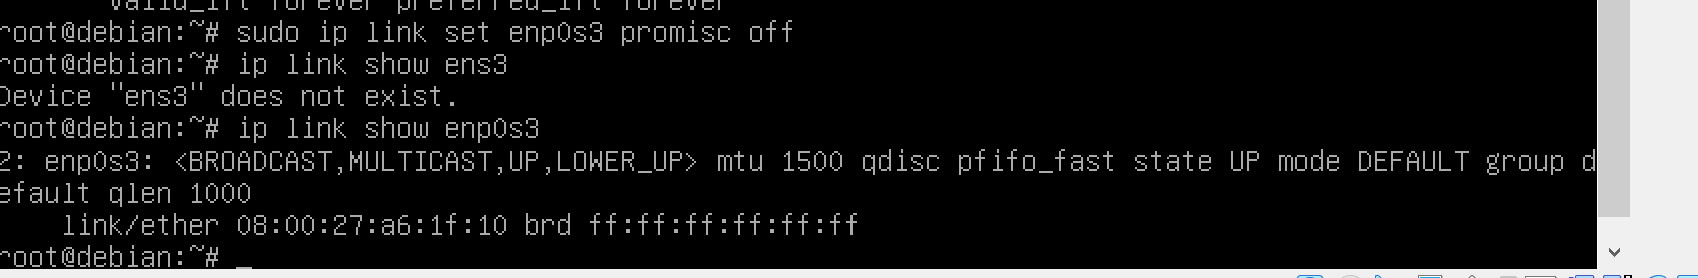 valid_lft forever preferred_lft forever
root@debian:~# sudo ip link set enp0s3 promisc off
root@debian:~# ip link show ens3
Device "ens3" does not exist.
root@debian:~# ip link show enp0s3
2: enp0s3: <BROADCAST,MULTICAST,UP,LOWER_UP> mtu 1500 qdisc pfifo_fast state UP mode DEFAULT group d
efault qlen 1000
link/ether 08:00:27:a6:1f:10 brd ff:ff:ff:ff:ff:ff
root@debian:~# _